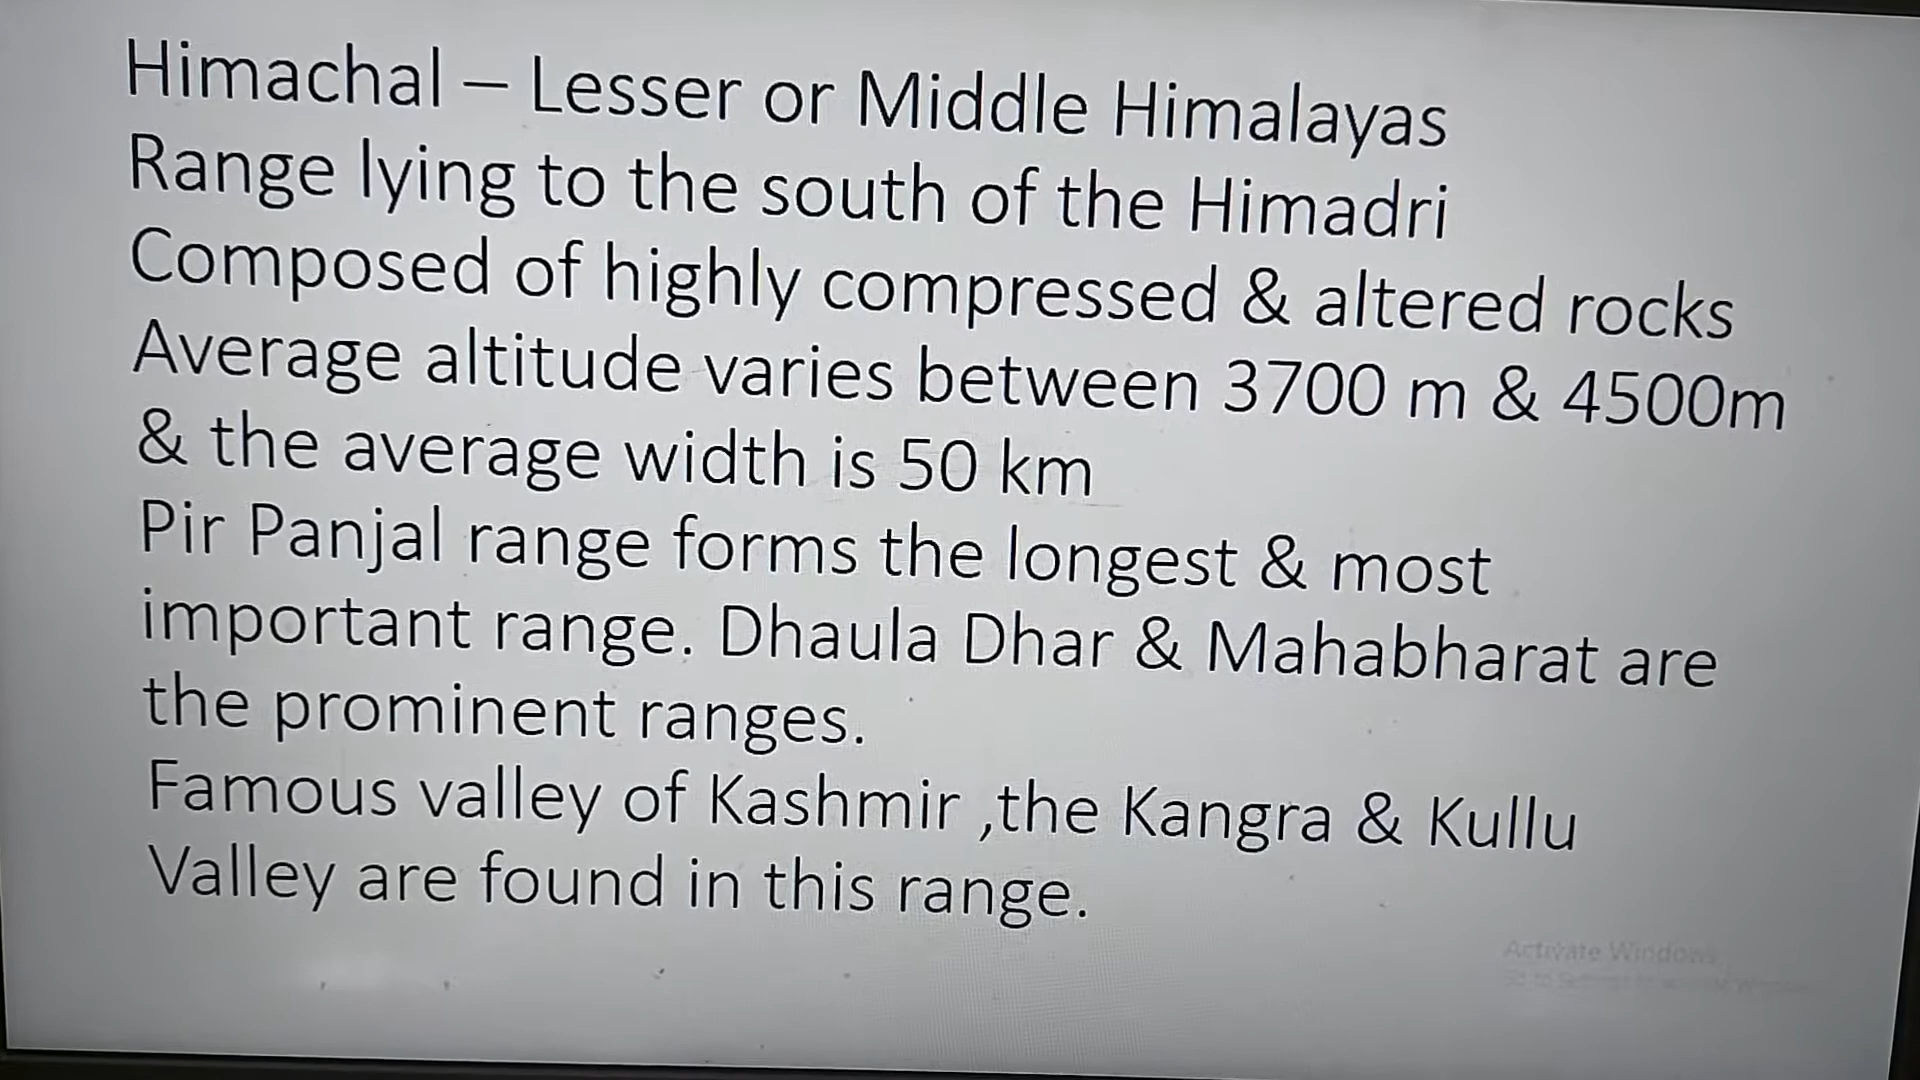 Himachal – Lesser or Middle Himalayas
Range lying to the south of the Himadri
Composed of highly compressed & altered rocks
Average altitude varies between 3700 m & 4500m
& the average width is 50 km
Pir Panjal range forms the longest & most
important range. Dhaula Dhar & Mahabharat are
the prominent ranges.
Famous valley of Kashmir ,the Kangra & Kullu
Valley are found in this range.
Activate Windows